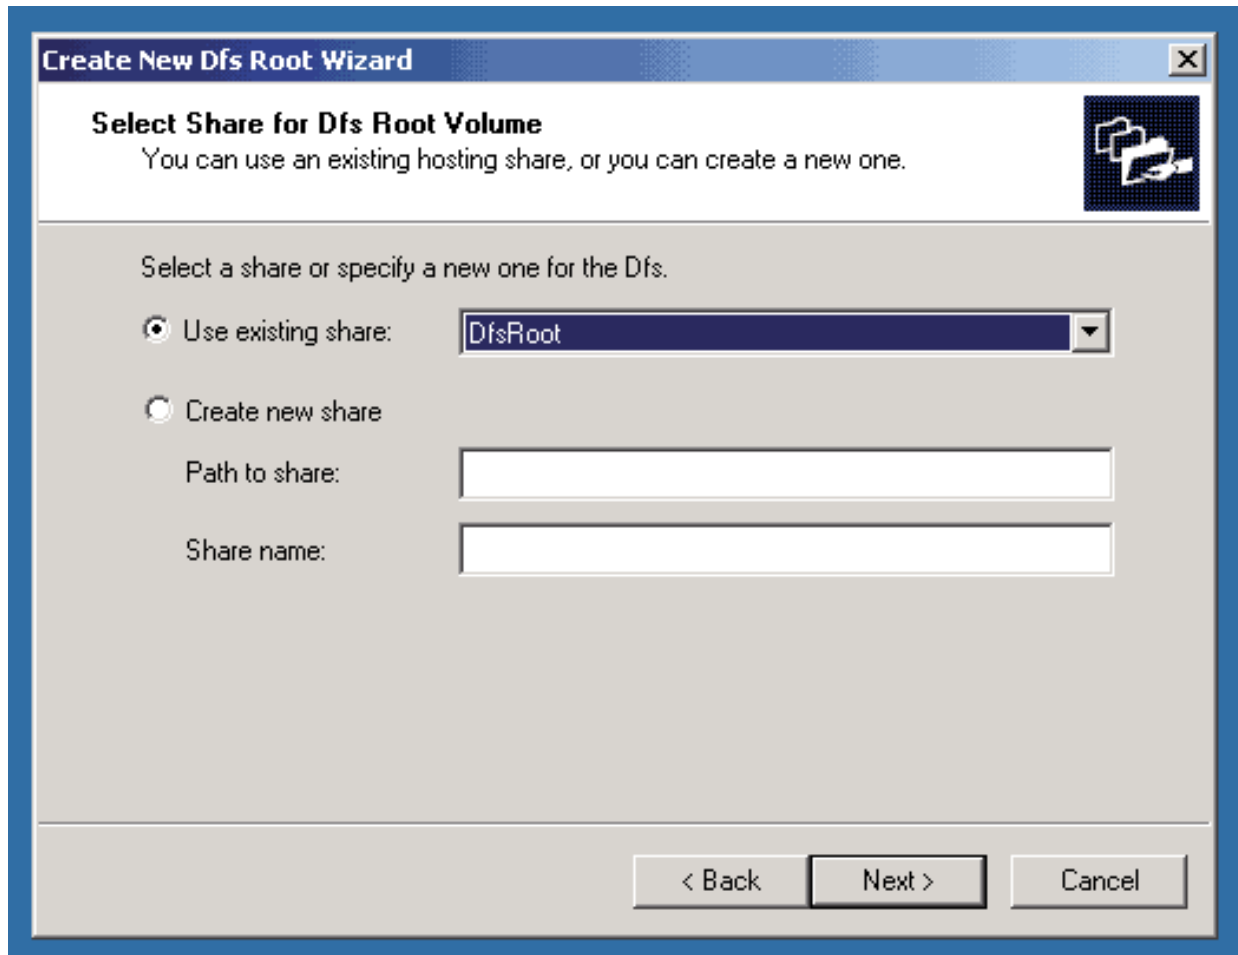 Create New Dfs Root Wizard
Select Share for Dfs Root Volume
You can use an existing hosting share, or you can create a new one.
Select a share or specify a new one for the Dfs.
Use existing share: DfsRoot
Create new share
Path to share:
Share name:
< Back Next > Cancel